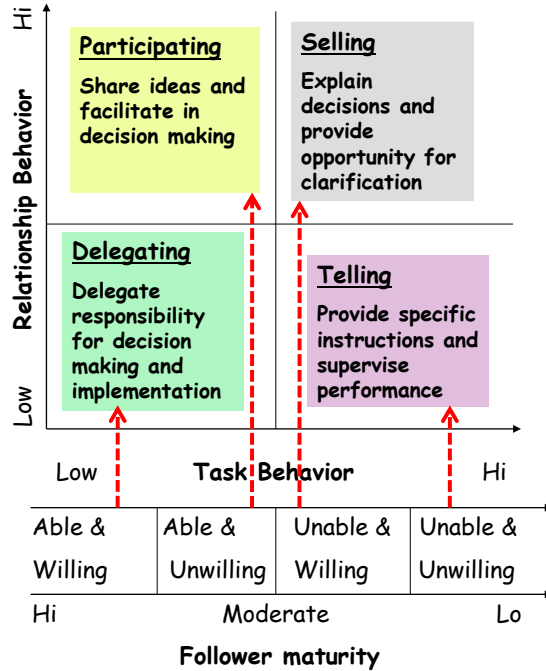 Hi
Relationship Behavior
Low
Participating
Share ideas and
facilitate in
decision making
Selling
Explain
decisions and
provide
opportunity for
clarification
Delegating
Delegate
responsibility
for decision
making and
implementation
Telling
Provide specific
instructions and
supervise
performance
Low
Task Behavior
Hi
Able &
Willing
Able &
Unwilling
Unable &
Willing
Unable &
Unwilling
Hi
Moderate
Lo
Follower maturity